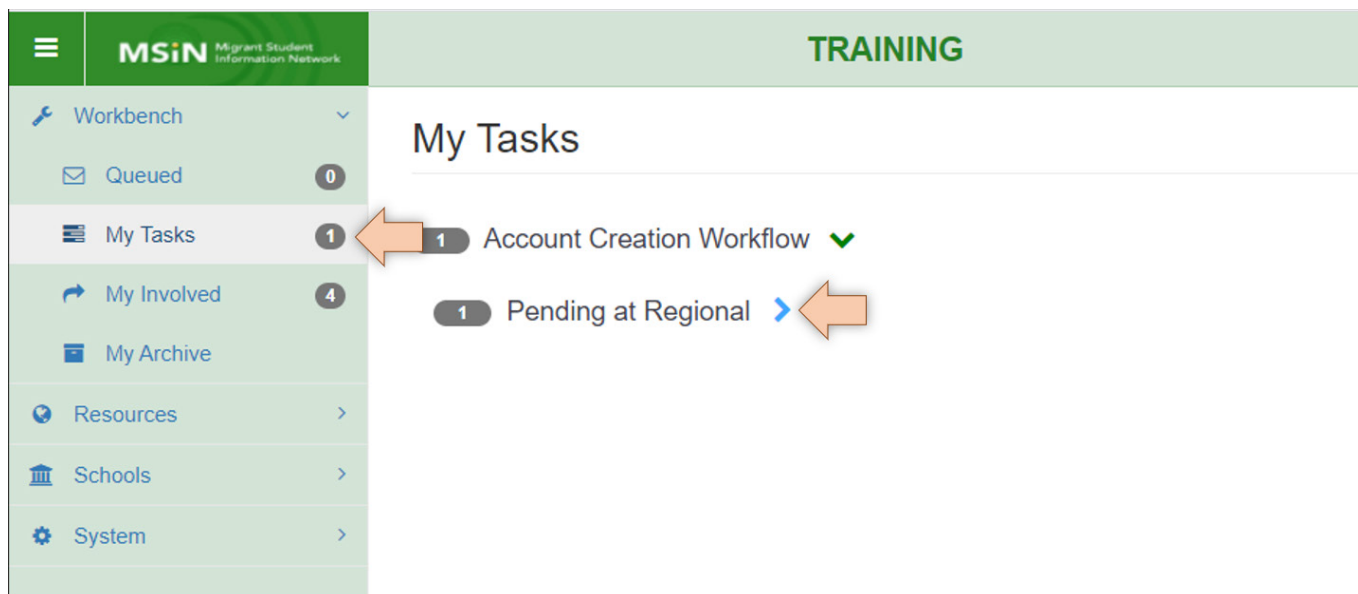 MSiN Migrant Student Information Network
TRAINING
Workbench
Queued 0
My Tasks 1
My Involved 4
My Archive
Resources
Schools
System
My Tasks
1 Account Creation Workflow
1 Pending at Regional